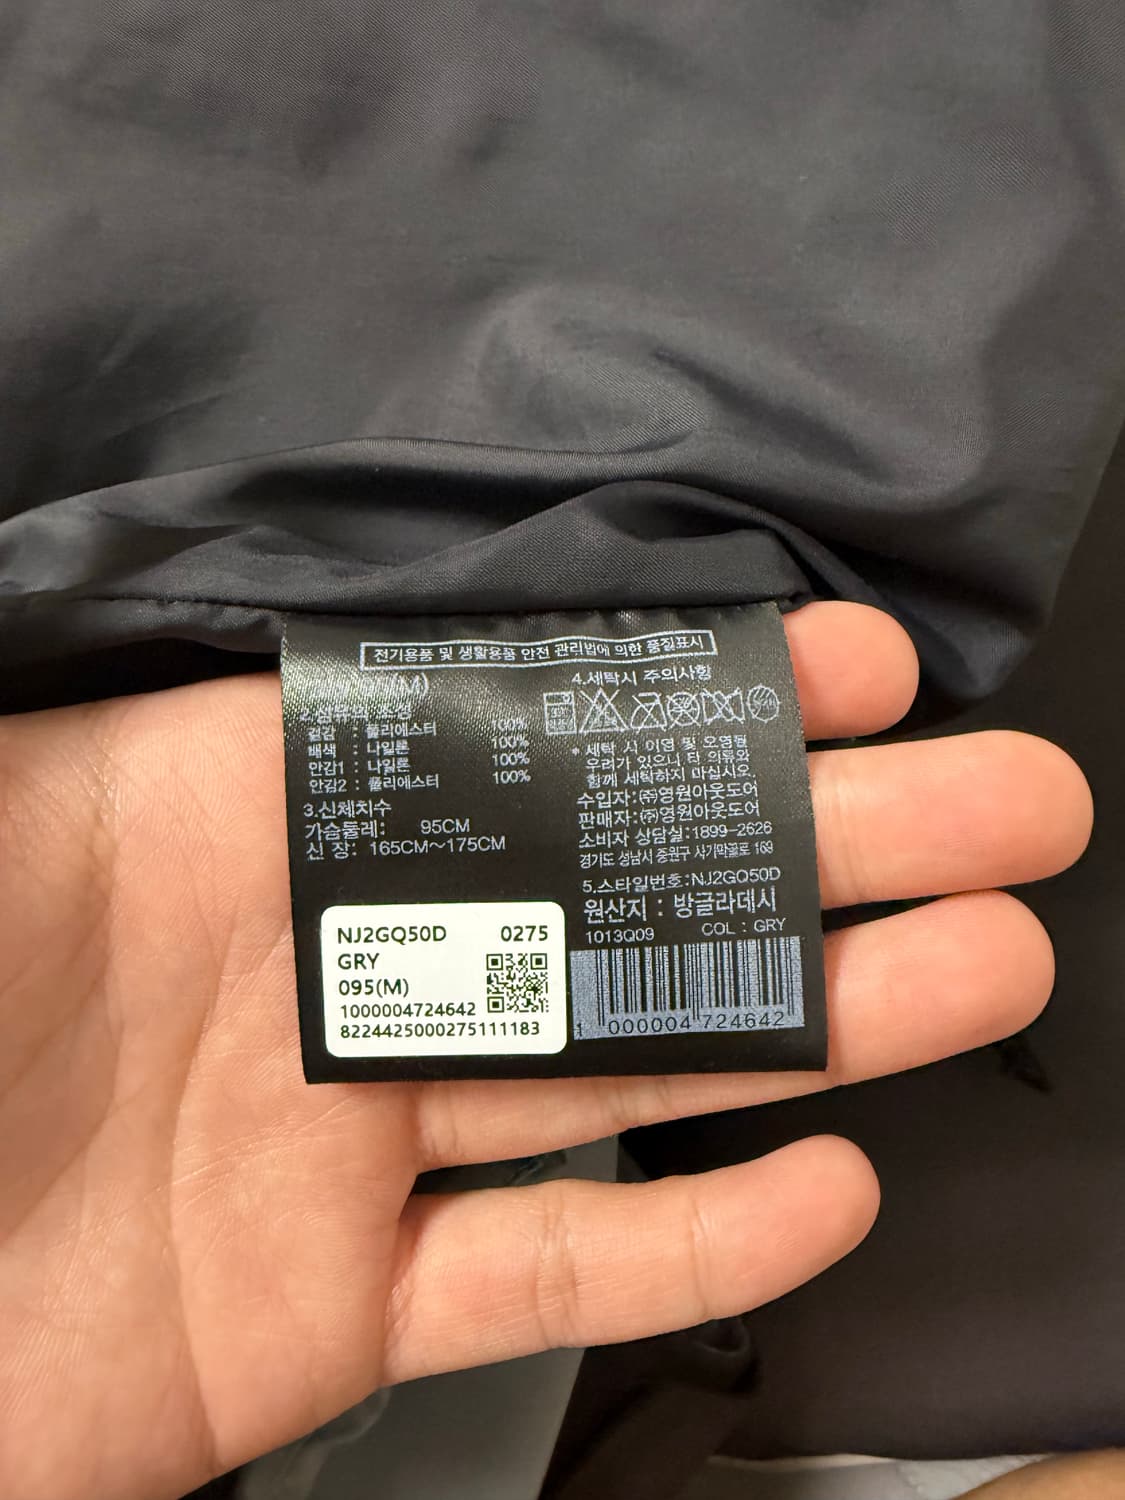 전기용품 및 생활용품 안전 관리법에 의한 품질표시
(M)
겉감 : 폴리에스터 100%
배색 : 나일론 100%
안감1 : 나일론 100%
안감2 : 폴리에스터 100%
3.신체치수
가슴둘레: 95CM
신 장: 165CM~175CM
4.세탁시 주의사항
* 세탁 시 이염 및 오염될
우려가 있으니 타 의류와
함께 세탁하지 마십시오.
수입자:㈜영원아웃도어
판매자:㈜영원아웃도어
소비자 상담실:1899-2626
경기도 성남시 중원구 사기막골로 169
5.스타일번호:NJ2GQ50D
원산지 : 방글라데시
1013Q09 COL : GRY
1 000004 724642
NJ2GQ50D 0275
GRY
095(M)
1000004724642
8224425000275111183